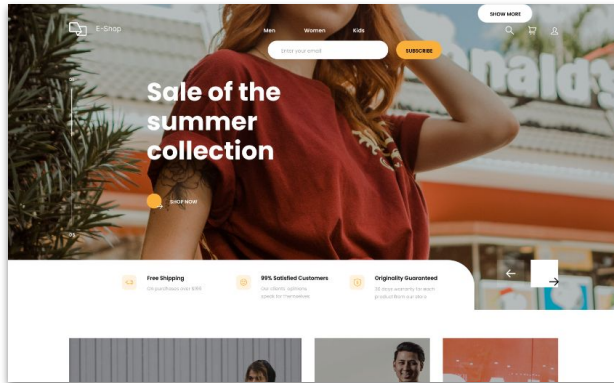 SHOW MORE
E-Shop
Men Women Kids
Enter your email
SUBSCRIBE
nald's
Sale of the
summer
collection
SHOP NOW
Free Shipping
On purchases over $199
99% Satisfied Customers
Our clients' opinions
speak for themselves
Originality Guaranteed
30 days warranty for each
product from our store